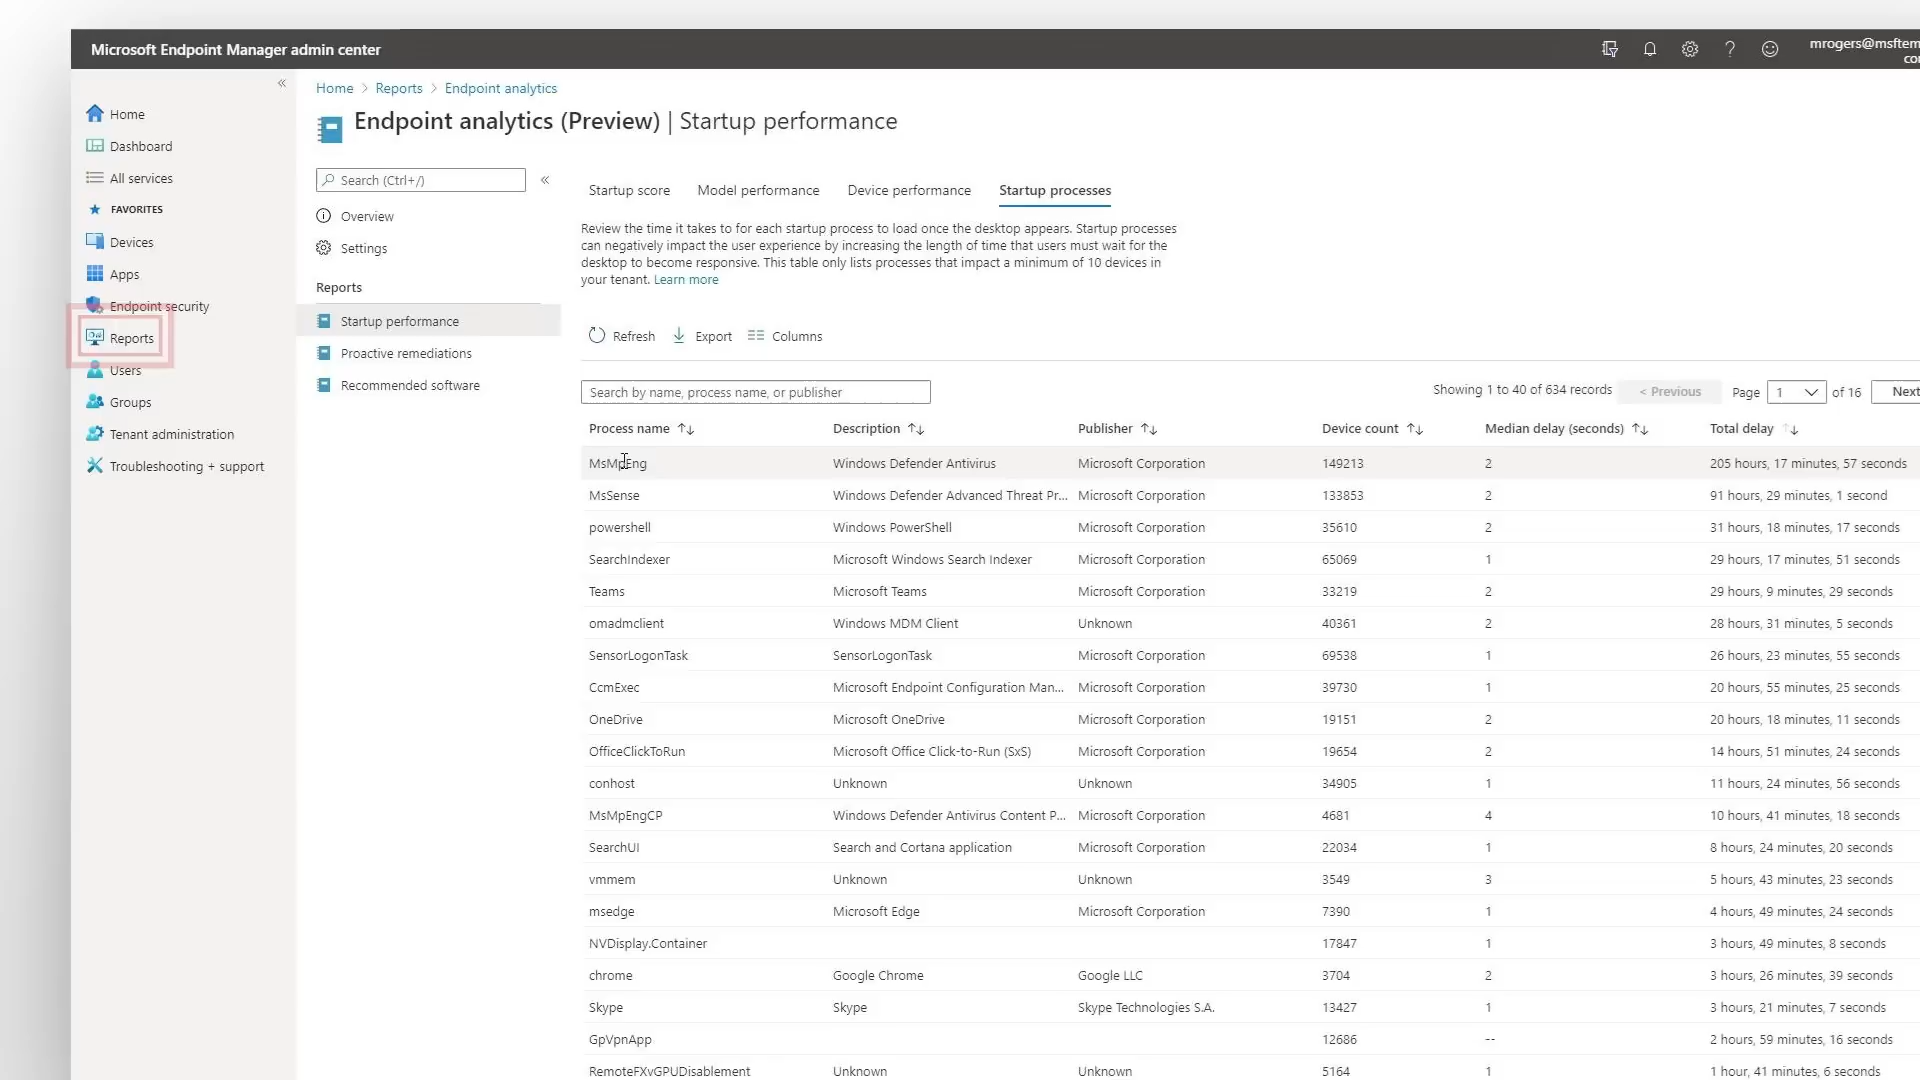 Microsoft Endpoint Manager admin center
mrogers@msftem
Home
Dashboard
All services
FAVORITES
Devices
Apps
Endpoint security
Reports
Users
Groups
Tenant administration
Troubleshooting + support
Home > Reports > Endpoint analytics
Endpoint analytics (Preview) | Startup performance
Search (Ctrl+/)
Overview
Settings
Reports
Startup performance
Proactive remediations
Recommended software
Startup score Model performance Device performance Startup processes
Review the time it takes to for each startup process to load once the desktop appears. Startup processes
can negatively impact the user experience by increasing the length of time that users must wait for the
desktop to become responsive. This table only lists processes that impact a minimum of 10 devices in
your tenant. Learn more
Refresh Export Columns
Search by name, process name, or publisher Showing 1 to 40 of 634 records < Previous Page 1 of 16 Next
Process name Description Publisher Device count Median delay (seconds) Total delay
MsMpEng Windows Defender Antivirus Microsoft Corporation 149213 2 205 hours, 17 minutes, 57 seconds
MsSense Windows Defender Advanced Threat Pr... Microsoft Corporation 133853 2 91 hours, 29 minutes, 1 second
powershell Windows PowerShell Microsoft Corporation 35610 2 31 hours, 18 minutes, 17 seconds
SearchIndexer Microsoft Windows Search Indexer Microsoft Corporation 65069 1 29 hours, 17 minutes, 51 seconds
Teams Microsoft Teams Microsoft Corporation 33219 2 29 hours, 9 minutes, 29 seconds
omadmclient Windows MDM Client Unknown 40361 2 28 hours, 31 minutes, 5 seconds
SensorLogonTask SensorLogonTask Microsoft Corporation 69538 1 26 hours, 23 minutes, 55 seconds
CcmExec Microsoft Endpoint Configuration Man... Microsoft Corporation 39730 1 20 hours, 55 minutes, 25 seconds
OneDrive Microsoft OneDrive Microsoft Corporation 19151 2 20 hours, 18 minutes, 11 seconds
OfficeClickToRun Microsoft Office Click-to-Run (SxS) Microsoft Corporation 19654 2 14 hours, 51 minutes, 24 seconds
conhost Unknown Unknown 34905 1 11 hours, 24 minutes, 56 seconds
MsMpEngCP Windows Defender Antivirus Content P... Microsoft Corporation 4681 4 10 hours, 41 minutes, 18 seconds
SearchUI Search and Cortana application Microsoft Corporation 22034 1 8 hours, 24 minutes, 20 seconds
vmmem Unknown Unknown 3549 3 5 hours, 43 minutes, 23 seconds
msedge Microsoft Edge Microsoft Corporation 7390 1 4 hours, 49 minutes, 24 seconds
NVDisplay.Container 17847 1 3 hours, 49 minutes, 8 seconds
chrome Google Chrome Google LLC 3704 2 3 hours, 26 minutes, 39 seconds
Skype Skype Skype Technologies S.A. 13427 1 3 hours, 21 minutes, 7 seconds
GpVpnApp 12686 -- 2 hours, 59 minutes, 16 seconds
RemoteFXvGPUDisablement Unknown Unknown 5164 1 1 hour, 41 minutes, 6 seconds